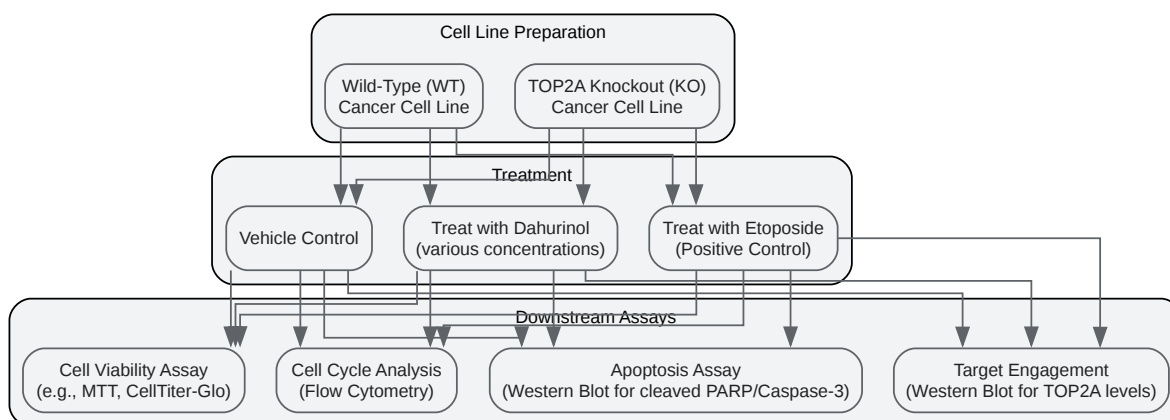 Cell Line Preparation
Wild-Type (WT)
Cancer Cell Line
TOP2A Knockout (KO)
Cancer Cell Line
Treatment
Vehicle Control
Treat with Dahurinol
(various concentrations)
Treat with Etoposide
(Positive Control)
Downstream Assays
Cell Viability Assay
(e.g., MTT, CellTiter-Glo)
Cell Cycle Analysis
(Flow Cytometry)
Apoptosis Assay
(Western Blot for cleaved PARP/Caspase-3)
Target Engagement
(Western Blot for TOP2A levels)